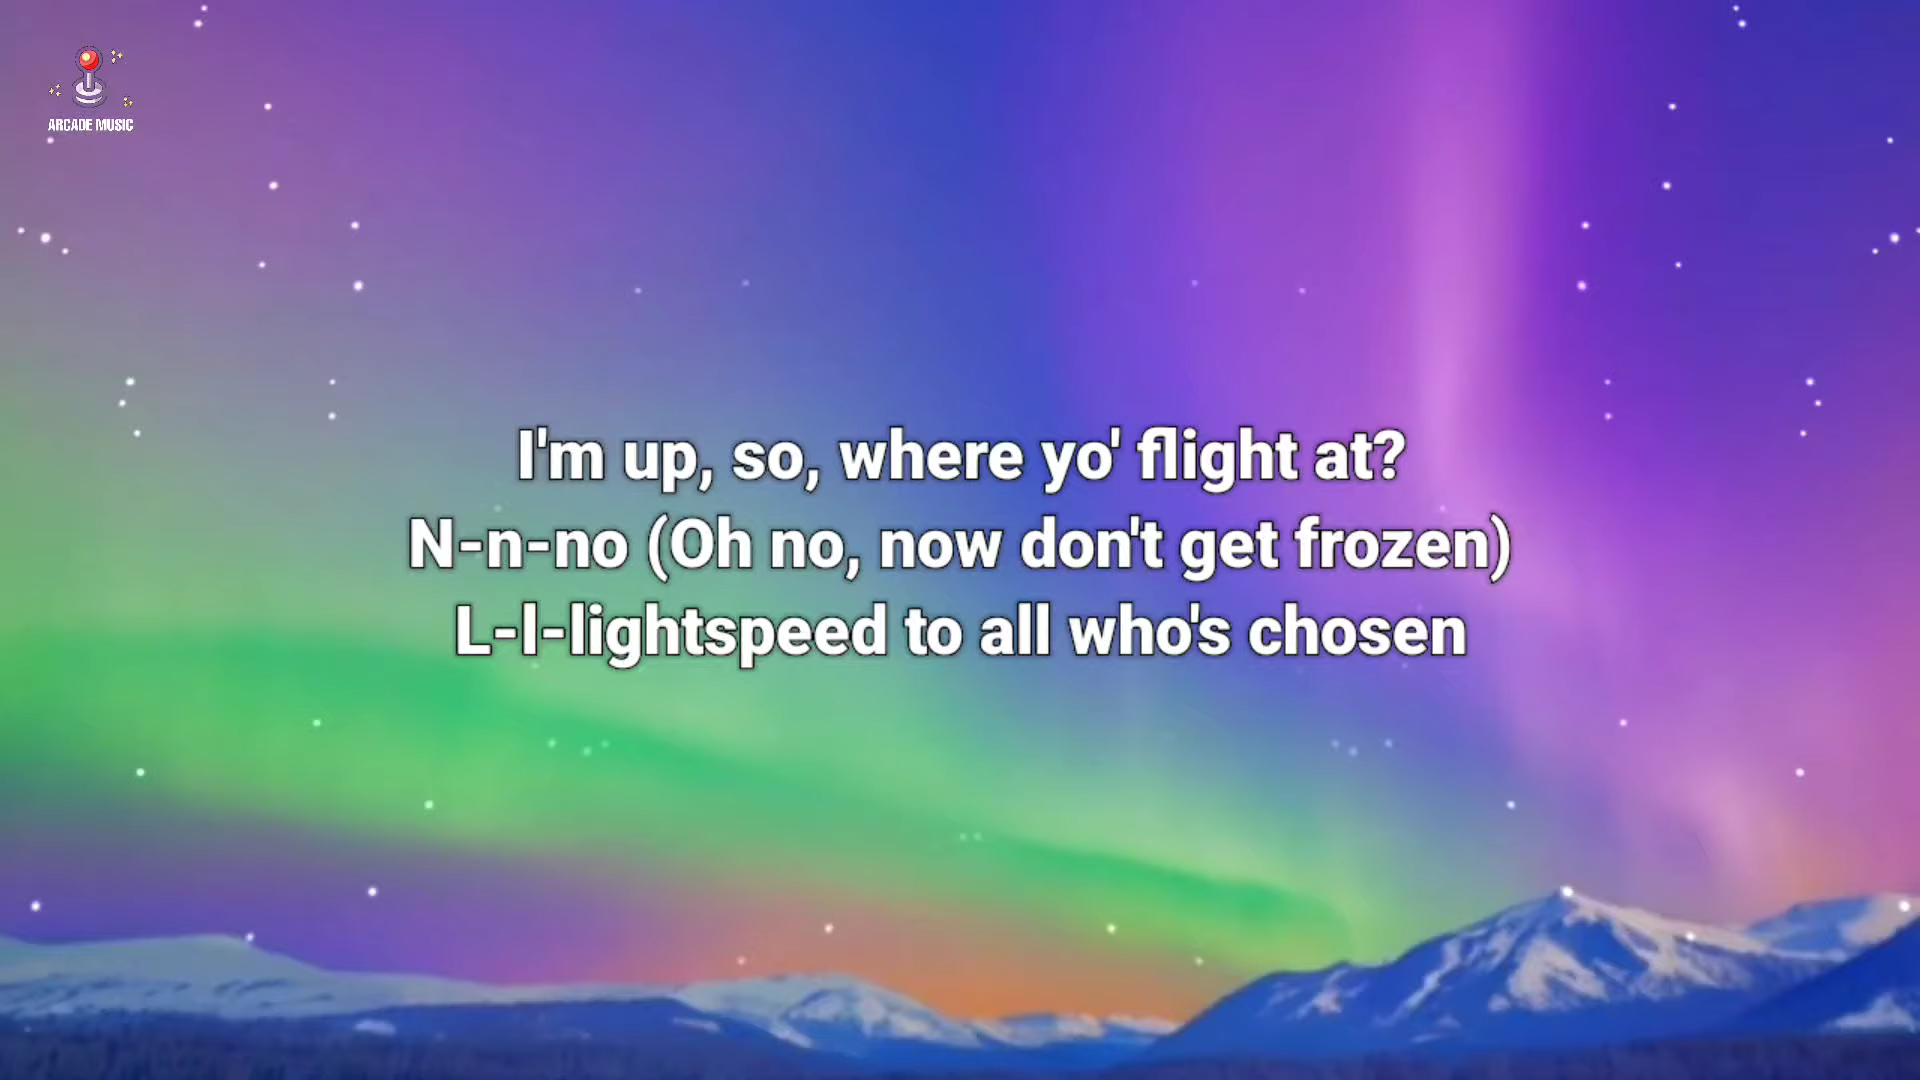 ARCADE MUSIC
I'm up, so, where yo' flight at?
N-n-no (Oh no, now don't get frozen)
L-l-lightspeed to all who's chosen